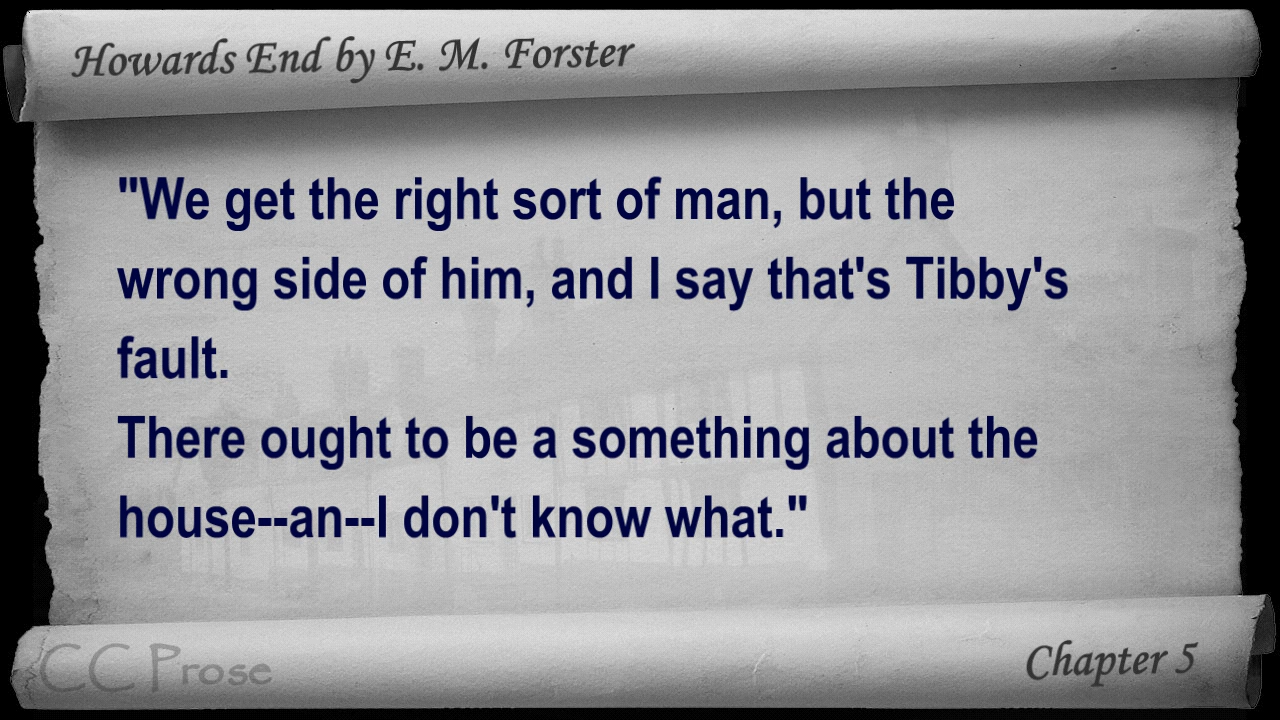 Howards End by E. M. Forster
"We get the right sort of man, but the
wrong side of him, and I say that's Tibby's
fault.
There ought to be a something about the
house--an--I don't know what."
CC Prose
Chapter 5